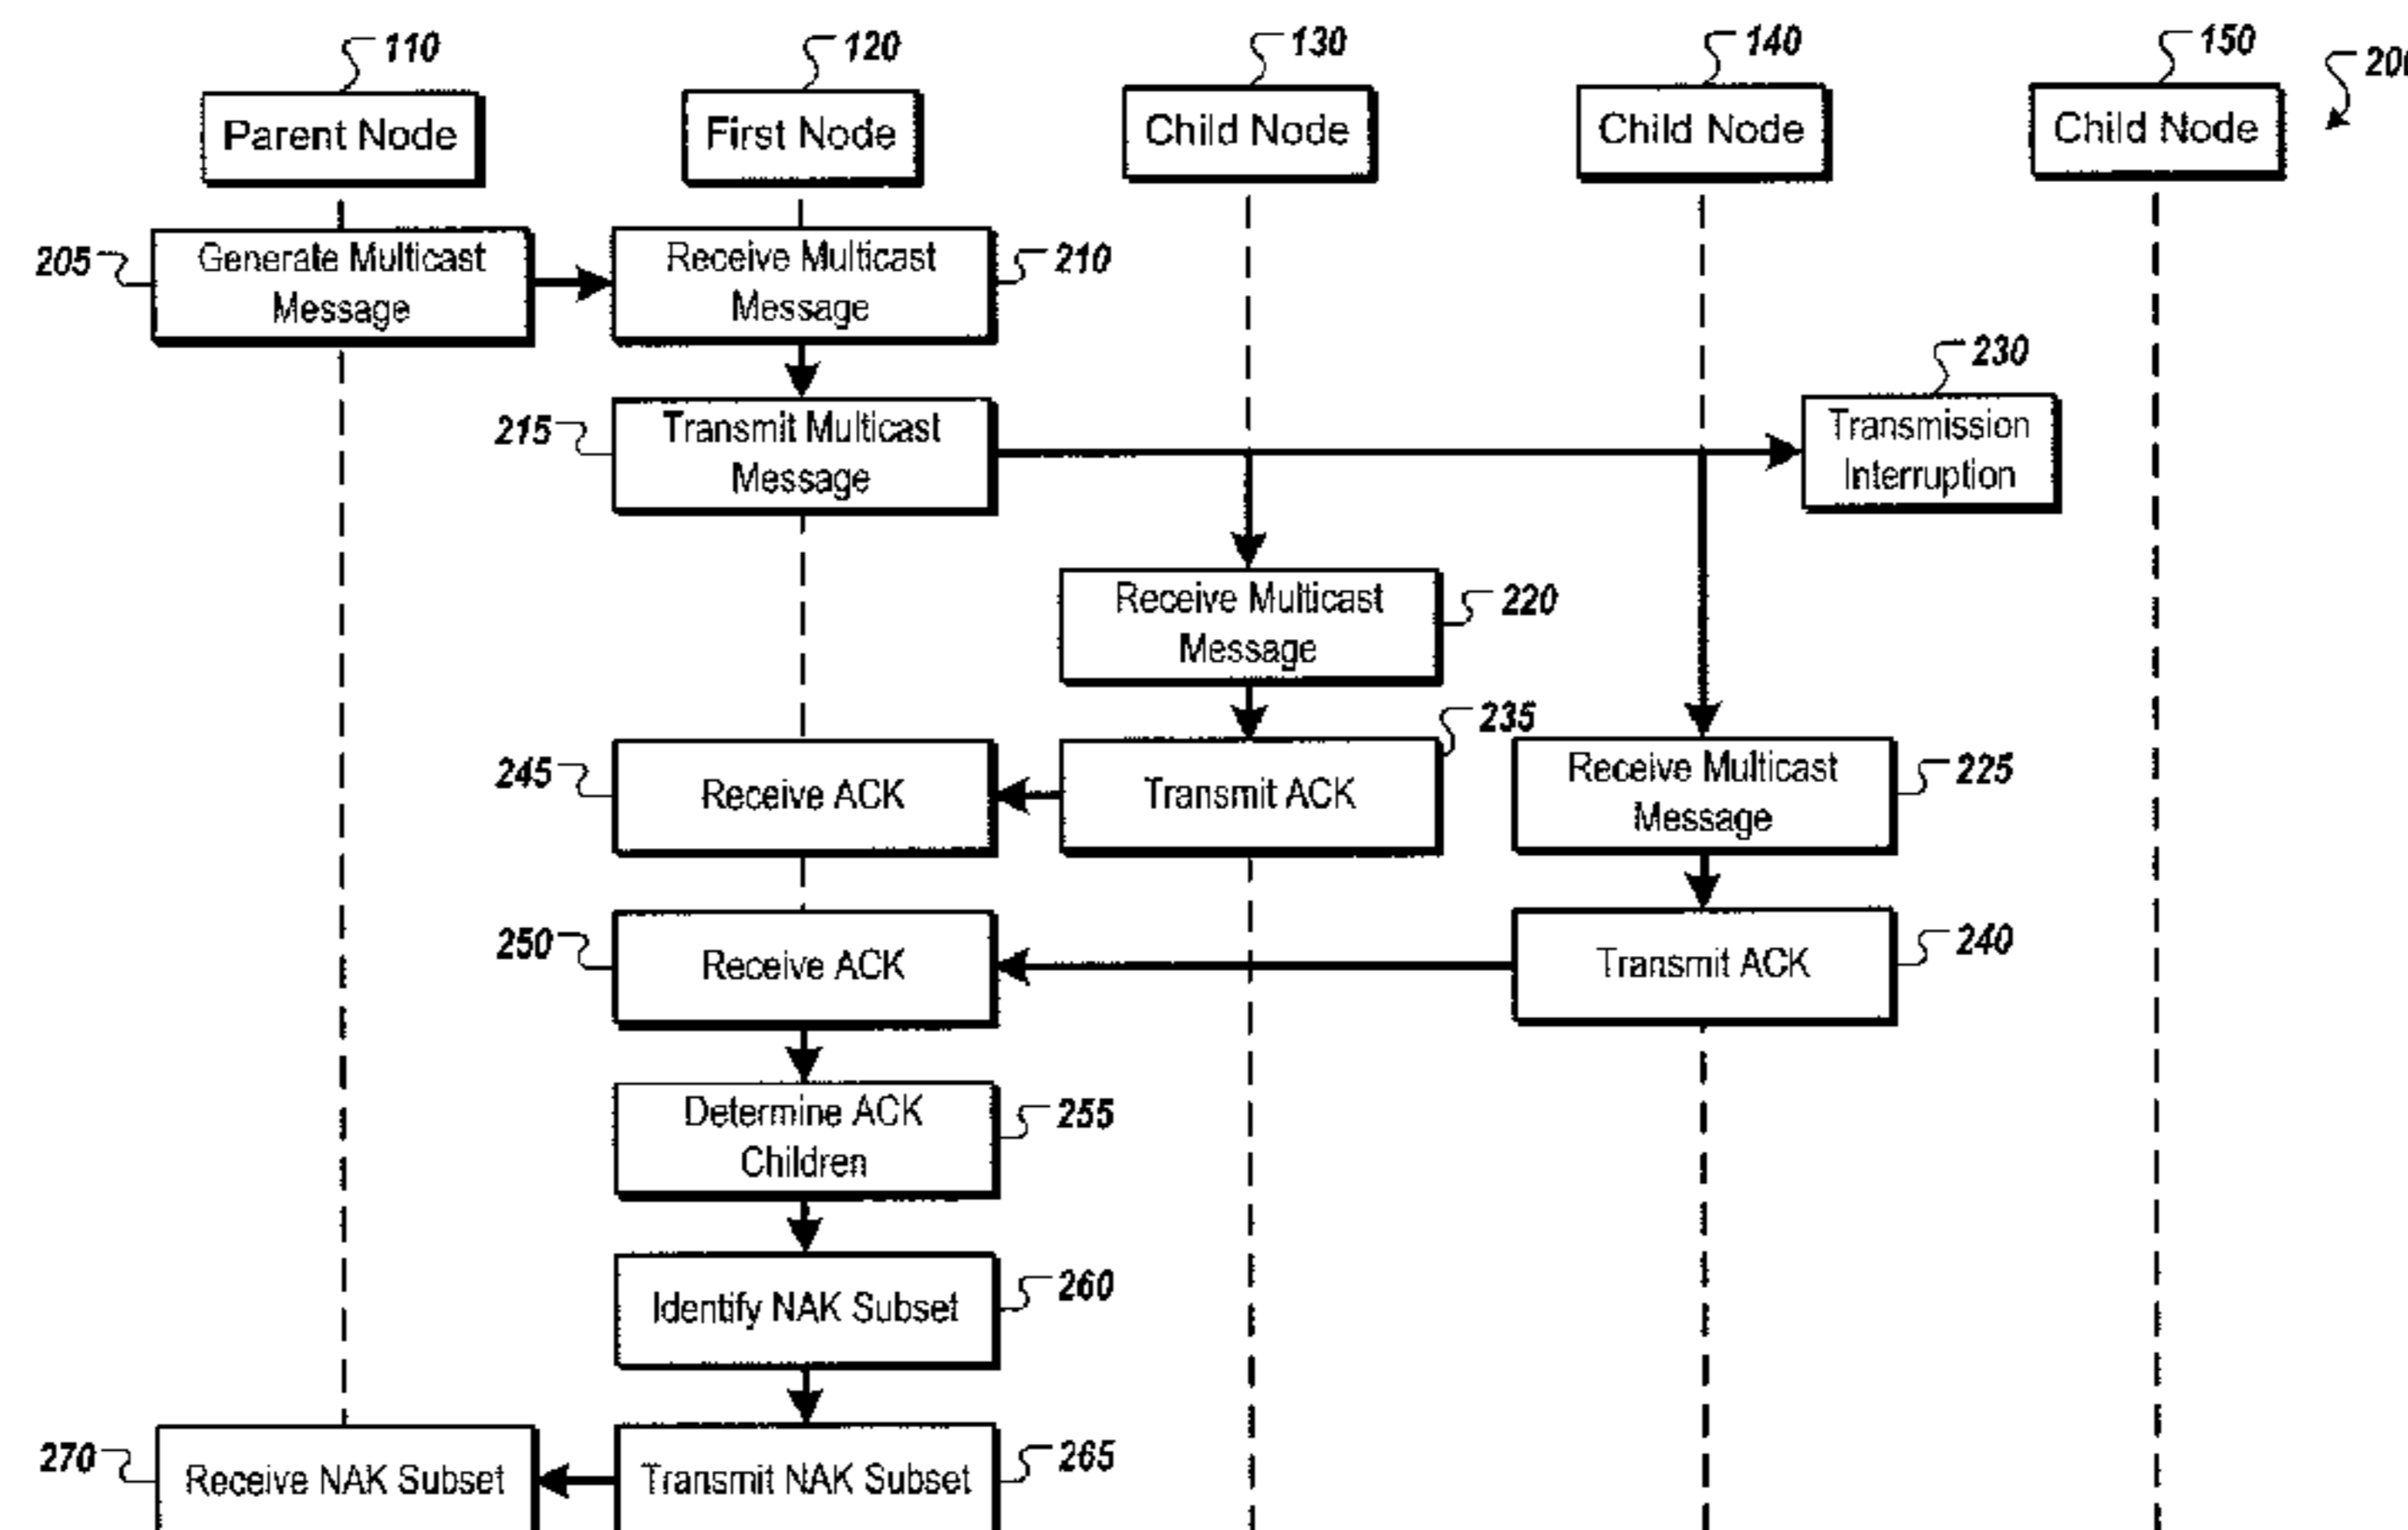 110
120
130
140
150
Parent Node
First Node
Child Node
Child Node
Child Node
205
Generate Multicast
Message
Receive Multicast
Message
210
230
215
Transmit Multicast
Message
Transmission
Interruption
Receive Multicast
Message
220
235
245
Receive ACK
Transmit ACK
Receive Multicast
Message
225
250
Receive ACK
Transmit ACK
240
Determine ACK
Children
255
Identify NAK Subset
260
270
Receive NAK Subset
Transmit NAK Subset
265